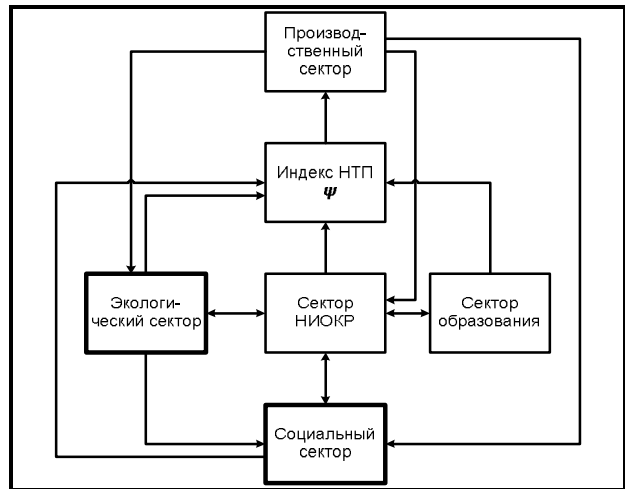 Производ-
ственный
сектор
Индекс НТП
ψ
Экологи-
ческий сектор
Сектор
НИОКР
Сектор
образования
Социальный
сектор